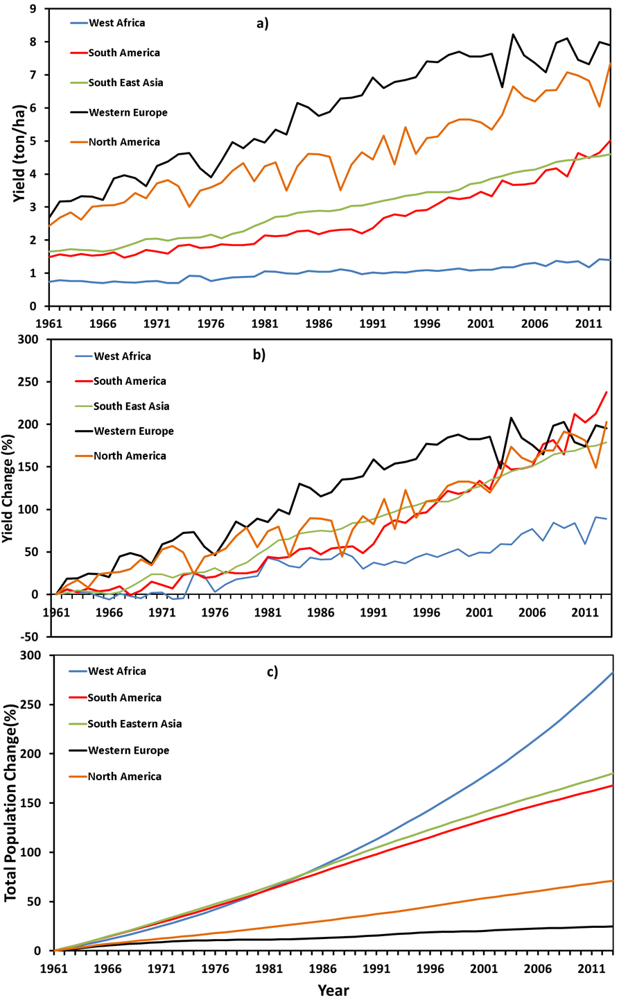 9
8
7
6
5
4
3
2
1
0
Yield (ton/ha)
a)
West Africa
South America
South East Asia
Western Europe
North America
1961 1966 1971 1976 1981 1986 1991 1996 2001 2006 2011
300
250
200
150
100
50
0
-50
Yield Change (%)
b)
West Africa
South America
South East Asia
Western Europe
North America
1961 1966 1971 1976 1981 1986 1991 1996 2001 2006 2011
300
250
200
150
100
50
0
Total Population Change(%)
c)
West Africa
South America
South Eastern Asia
Western Europe
North America
1961 1966 1971 1976 1981 1986 1991 1996 2001 2006 2011
Year